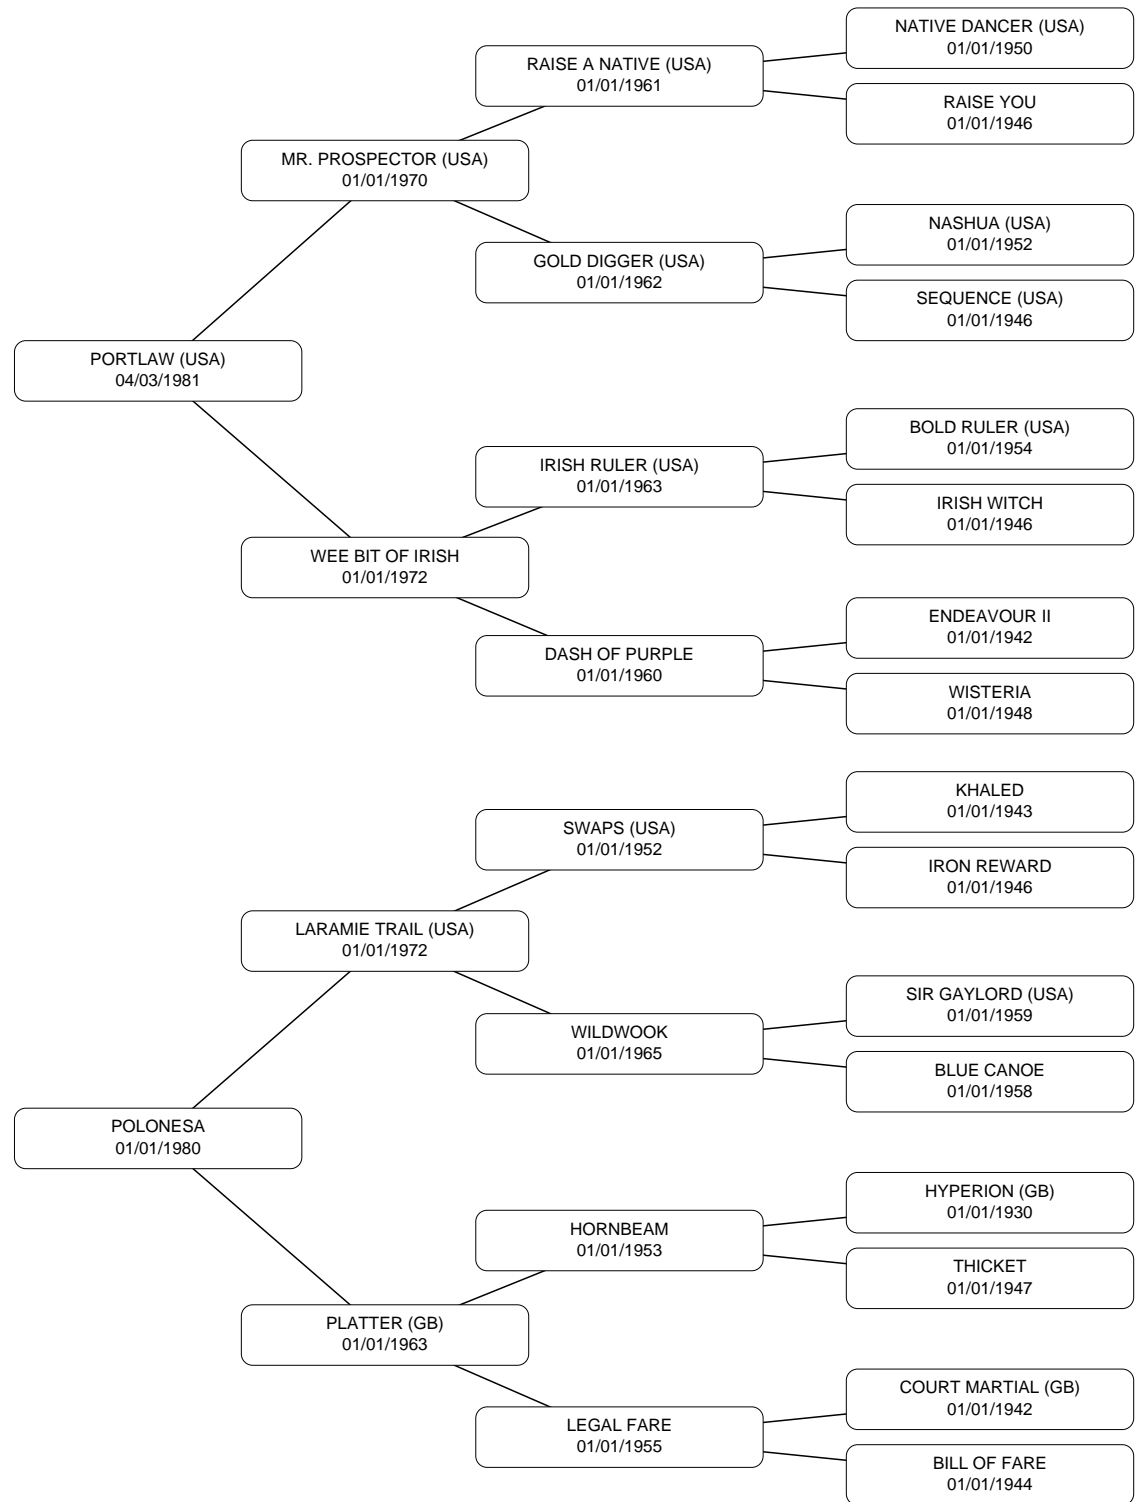 NATIVE DANCER (USA)
01/01/1950
RAISE A NATIVE (USA)
01/01/1961
RAISE YOU
01/01/1946
MR. PROSPECTOR (USA)
01/01/1970
NASHUA (USA)
01/01/1952
GOLD DIGGER (USA)
01/01/1962
SEQUENCE (USA)
01/01/1946
PORTLAW (USA)
04/03/1981
BOLD RULER (USA)
01/01/1954
IRISH RULER (USA)
01/01/1963
IRISH WITCH
01/01/1946
WEE BIT OF IRISH
01/01/1972
ENDEAVOUR II
01/01/1942
DASH OF PURPLE
01/01/1960
WISTERIA
01/01/1948
KHALED
01/01/1943
SWAPS (USA)
01/01/1952
IRON REWARD
01/01/1946
LARAMIE TRAIL (USA)
01/01/1972
SIR GAYLORD (USA)
01/01/1959
WILDWOOK
01/01/1965
BLUE CANOE
01/01/1958
POLONESA
01/01/1980
HYPERION (GB)
01/01/1930
HORNBEAM
01/01/1953
THICKET
01/01/1947
PLATTER (GB)
01/01/1963
COURT MARTIAL (GB)
01/01/1942
LEGAL FARE
01/01/1955
BILL OF FARE
01/01/1944